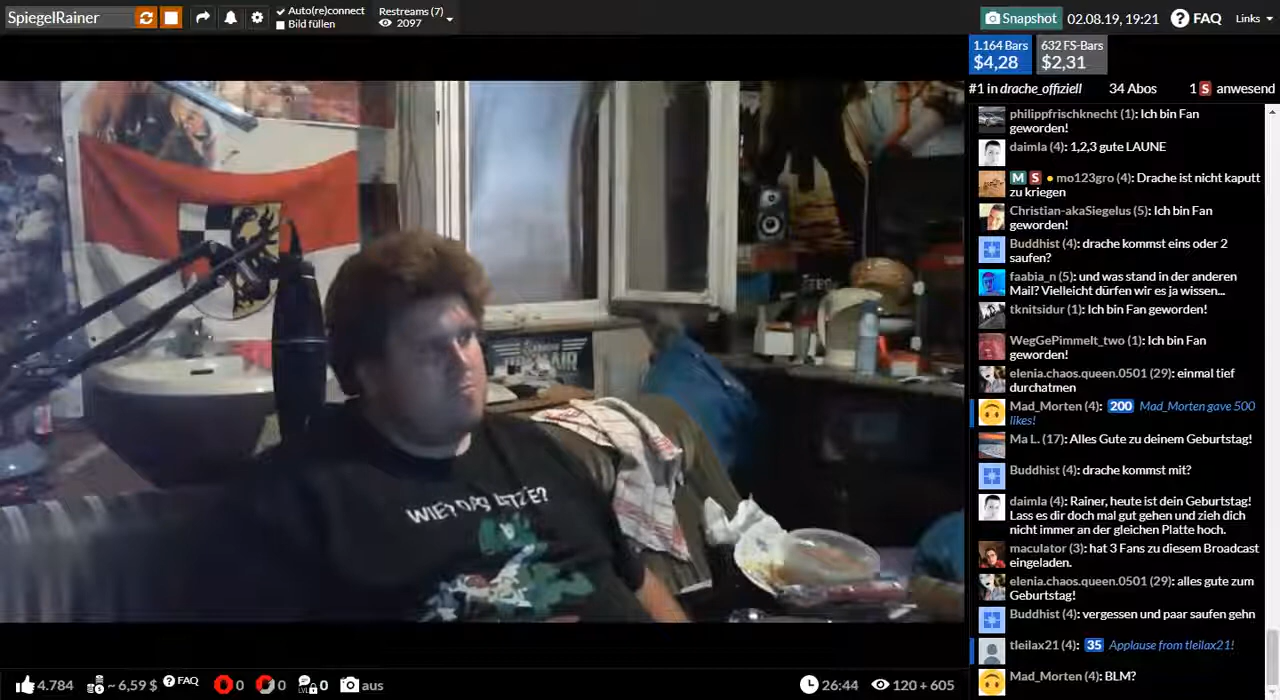 SpiegelRainer
Auto(re)connect
Bild füllen
Restreams (7)
2097
Snapshot
02.08.19, 19:21
FAQ
Links
1.164 Bars
$4,28
632 FS-Bars
$2,31
#1 in drache_offiziell
34 Abos
1 S anwesend
philippfrischknecht (1): Ich bin Fan
geworden!
daimla (4): 1,2,3 gute LAUNE
M S mo123gro (4): Drache ist nicht kaputt
zu kriegen
Christian-akaSiegelus (5): Ich bin Fan
geworden!
Buddhist (4): drache kommst eins oder 2
saufen?
faabia_n (5): und was stand in der anderen
Mail? Vielleicht dürfen wir es ja wissen...
tknitsidur (1): Ich bin Fan geworden!
WegGePimmelt_two (1): Ich bin Fan
geworden!
elenia.chaos.queen.0501 (29): einmal tief
durchatmen
Mad_Morten (4): 200 Mad_Morten gave 500
likes!
Ma L. (17): Alles Gute zu deinem Geburtstag!
Buddhist (4): drache kommst mit?
daimla (4): Rainer, heute ist dein Geburtstag!
Lass es dir doch mal gut gehen und zieh dich
nicht immer an der gleichen Platte hoch.
maculator (3): hat 3 Fans zu diesem Broadcast
eingeladen.
elenia.chaos.queen.0501 (29): alles gute zum
Geburtstag!
Buddhist (4): vergessen und paar saufen gehn
tleilax21 (4): 35 Applause from tleilax21!
Mad_Morten (4): BLM?
4.784
~ 6,59 $
FAQ
0
0
LVL
0
aus
26:44
120 + 605